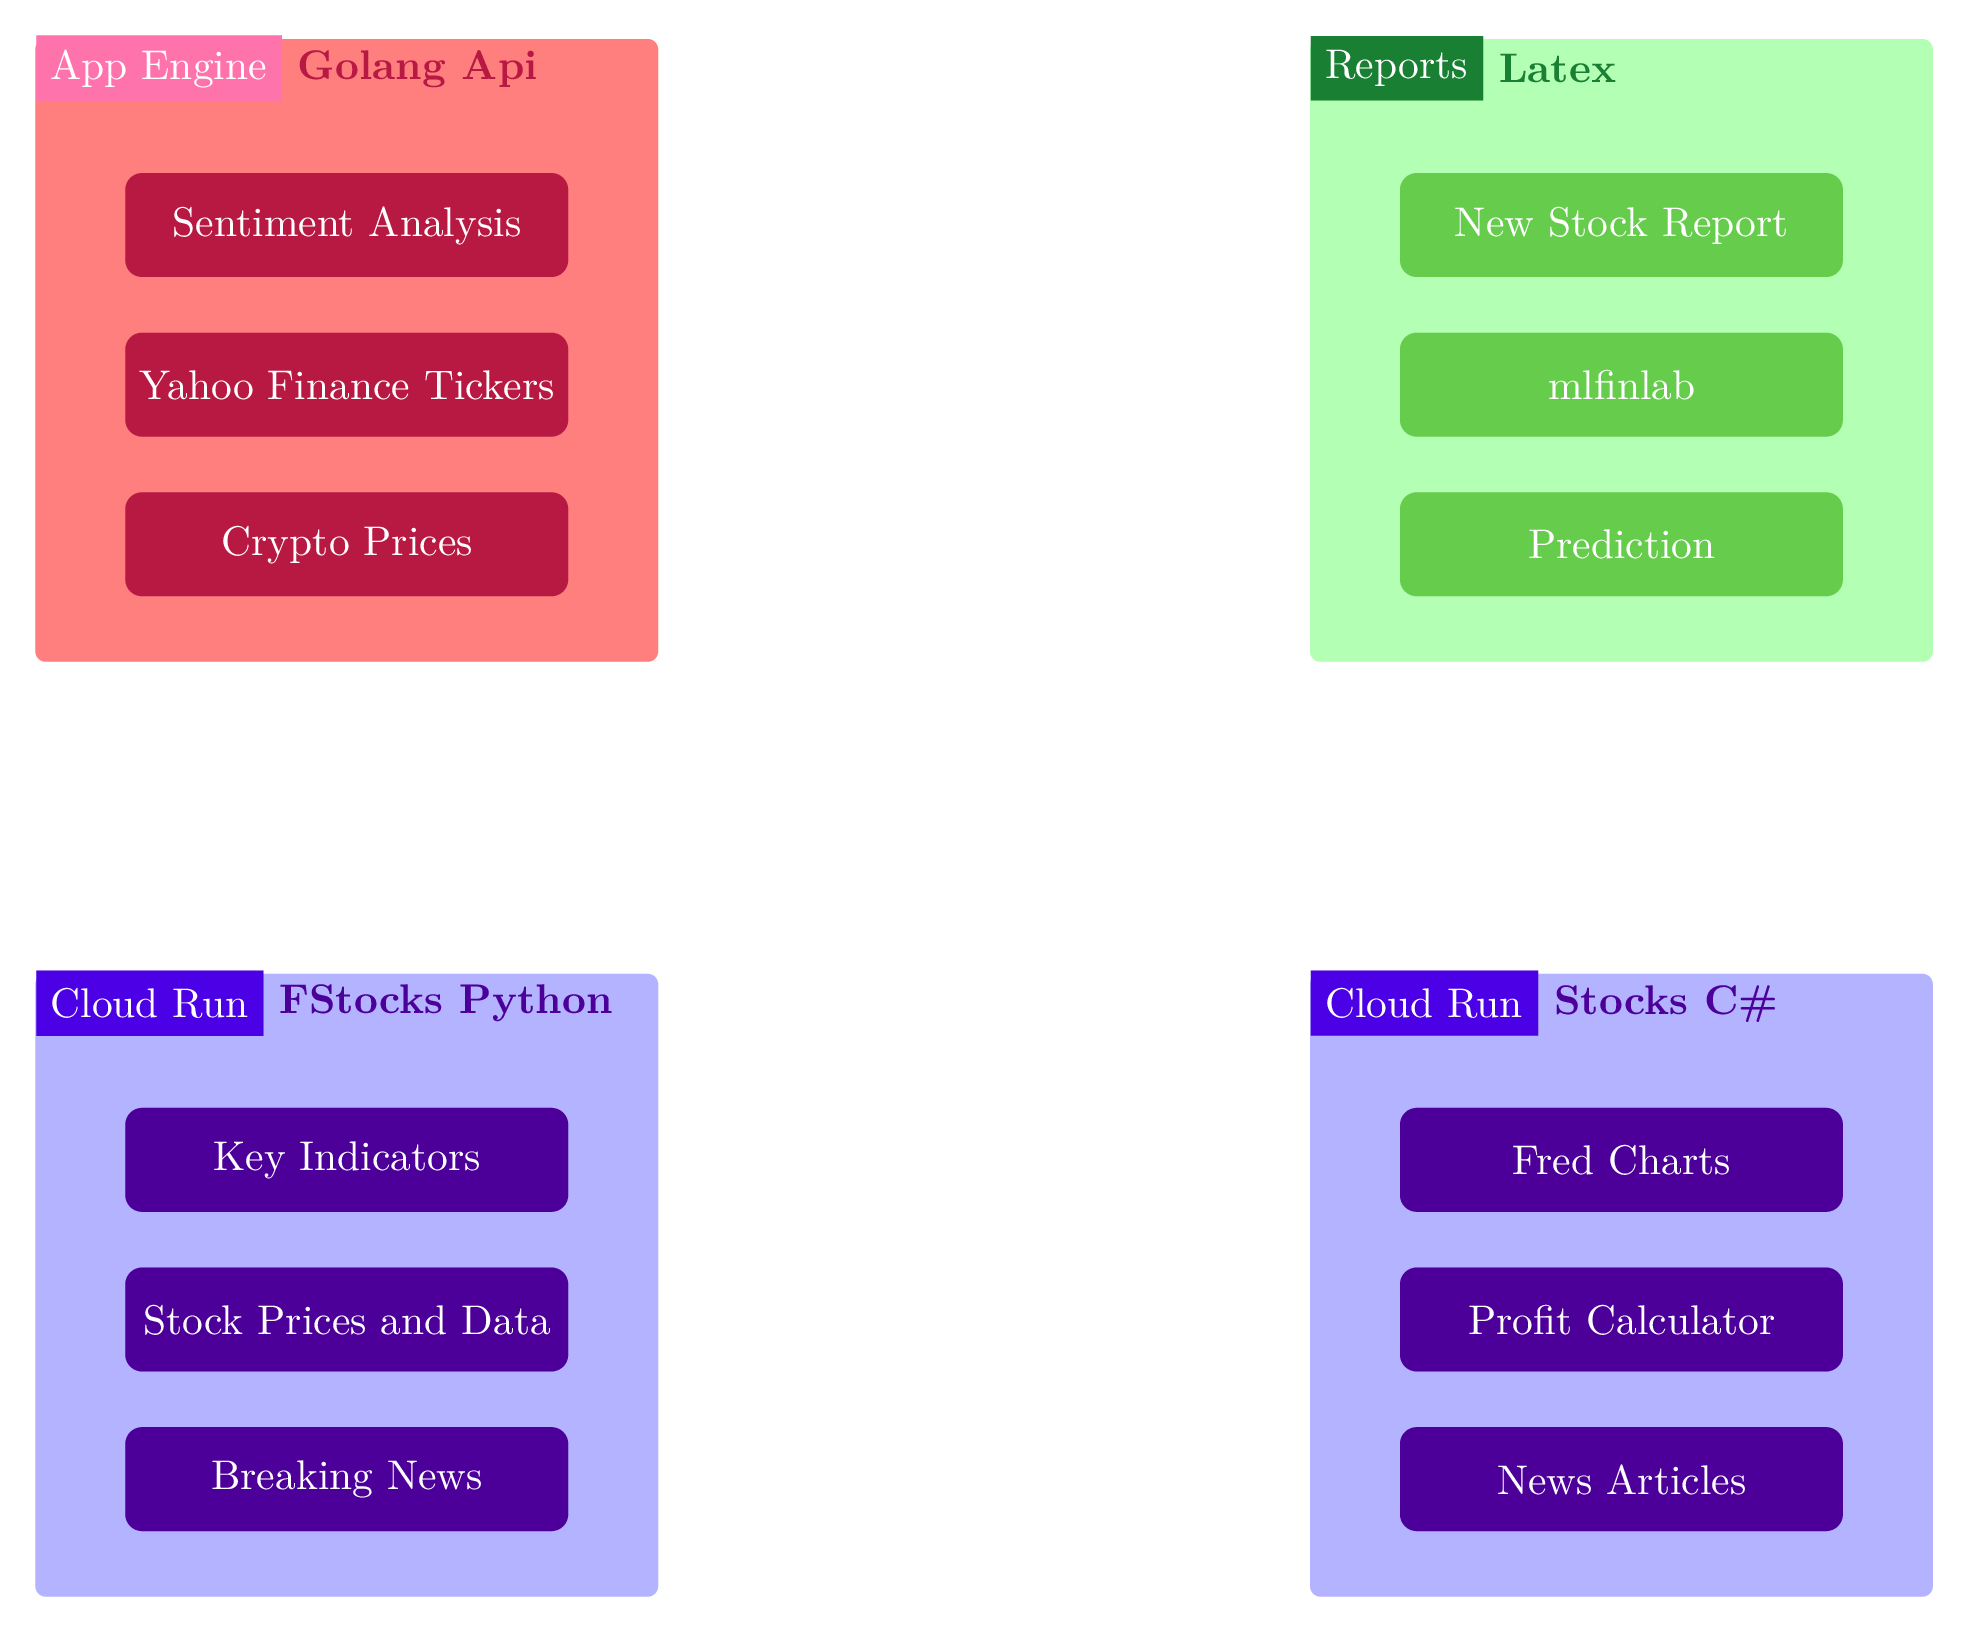 App Engine Golang Api
Sentiment Analysis
Yahoo Finance Tickers
Crypto Prices
Reports Latex
New Stock Report
mlfinlab
Prediction
Cloud Run FStocks Python
Key Indicators
Stock Prices and Data
Breaking News
Cloud Run Stocks C#
Fred Charts
Profit Calculator
News Articles